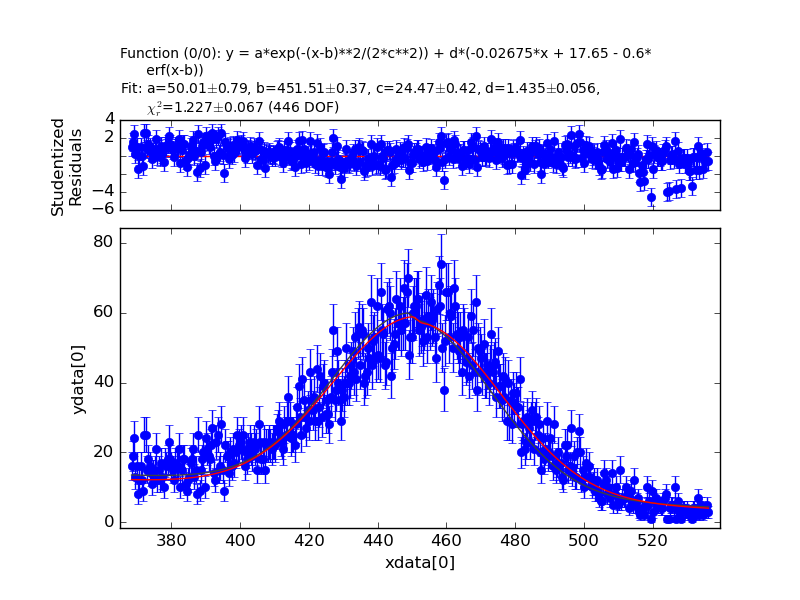 Function (0/0): y = a*exp(-(x-b)**2/(2*c**2)) + d*(-0.02675*x + 17.65 - 0.6*
erf(x-b))
Fit: a=50.01±0.79, b=451.51±0.37, c=24.47±0.42, d=1.435±0.056,
χ²ᵣ=1.227±0.067 (446 DOF)
4
2
−4
−6
Studentized
Residuals
80
60
40
20
0
ydata[0]
380 400 420 440 460 480 500 520
xdata[0]